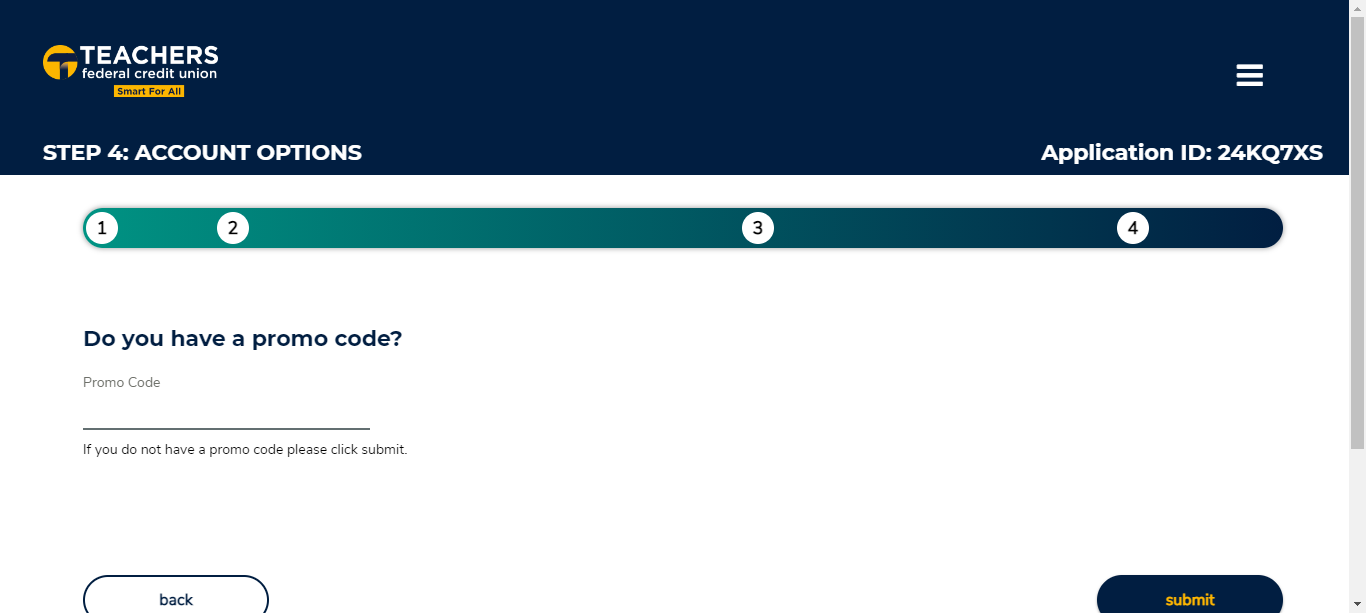 TEACHERS
federal credit union
Smart For All
STEP 4: ACCOUNT OPTIONS
Application ID: 24KQ7XS
1
2
3
4
Do you have a promo code?
Promo Code
If you do not have a promo code please click submit.
back
submit